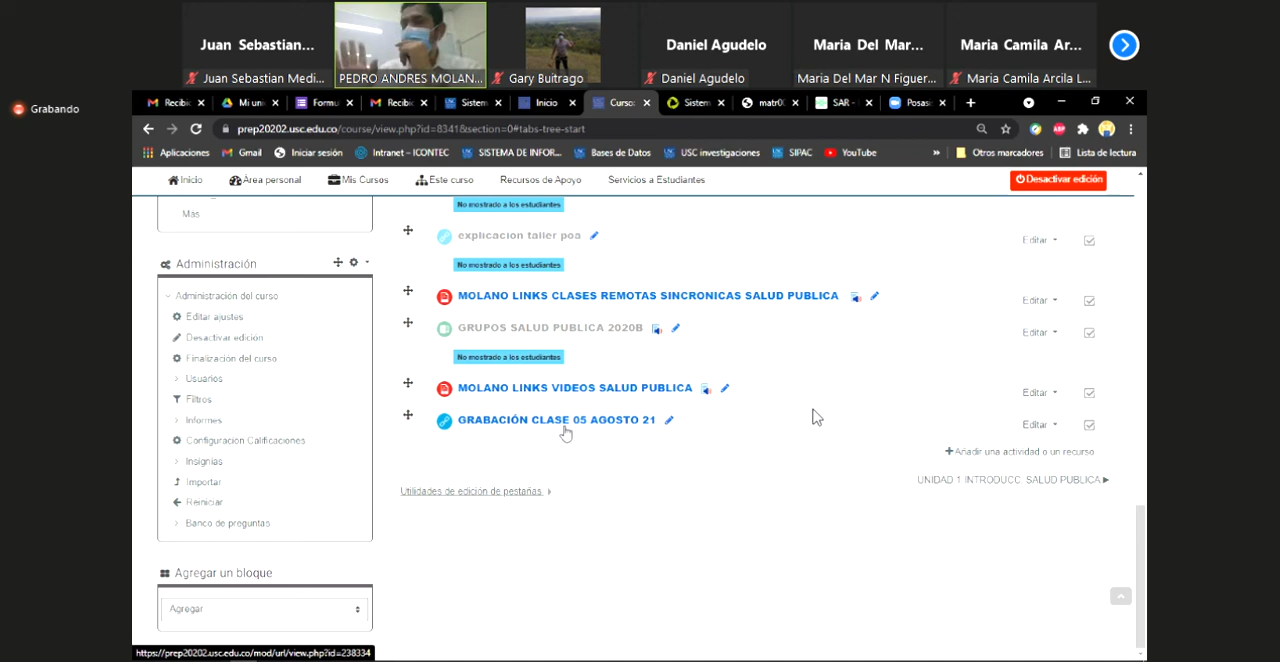 Juan Sebastian...
Daniel Agudelo
Maria Del Mar...
Maria Camila Ar...
Juan Sebastian Medi...
PEDRO ANDRES MOLAN...
Gary Buitrago
Daniel Agudelo
Maria Del Mar N Figuer...
Maria Camila Arcila L...
Grabando
Recibi
Mi uni
Formu
Recibi
Sistem
Inicio
Curso
Sistem
matr0
SAR -
Posas
prep20202.usc.edu.co/course/view.php?id=8341&section=0#tabs-tree-start
Aplicaciones
Gmail
Iniciar sesión
Intranet – ICONTEC
SISTEMA DE INFOR...
Bases de Datos
USC investigaciones
SIPAC
YouTube
»
Otros marcadores
Lista de lectura
Inicio
Área personal
Mis Cursos
Este curso
Recursos de Apoyo
Servicios a Estudiantes
Desactivar edición
Más
No mostrado a los estudiantes
explicacion taller poa
Editar
No mostrado a los estudiantes
Administración
Administración del curso
Editar ajustes
Desactivar edición
Finalización del curso
Usuarios
Filtros
Informes
Configuracion Calificaciones
Insignias
Importar
Reiniciar
Banco de preguntas
MOLANO LINKS CLASES REMOTAS SINCRONICAS SALUD PUBLICA
Editar
GRUPOS SALUD PUBLICA 2020B
Editar
No mostrado a los estudiantes
MOLANO LINKS VIDEOS SALUD PUBLICA
Editar
GRABACIÓN CLASE 05 AGOSTO 21
Editar
Añadir una actividad o un recurso
UNIDAD 1 INTRODUCC. SALUD PUBLICA ▶
Utilidades de edición de pestañas
Agregar un bloque
Agregar
https://prep20202.usc.edu.co/mod/url/view.php?id=238334